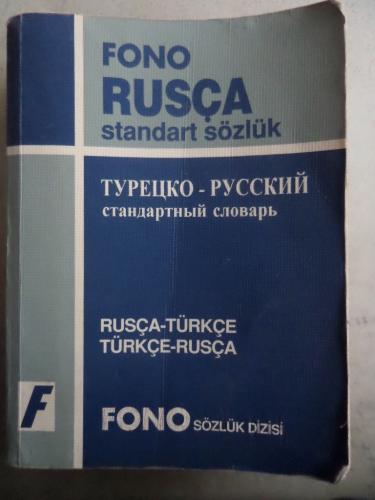 FONO
RUSÇA
standart sözlük
ТУРЕЦКО - РУССКИЙ
стандартный словарь
RUSÇA-TÜRKÇE
TÜRKÇE-RUSÇA
F
FONO SÖZLÜK DİZİSİ